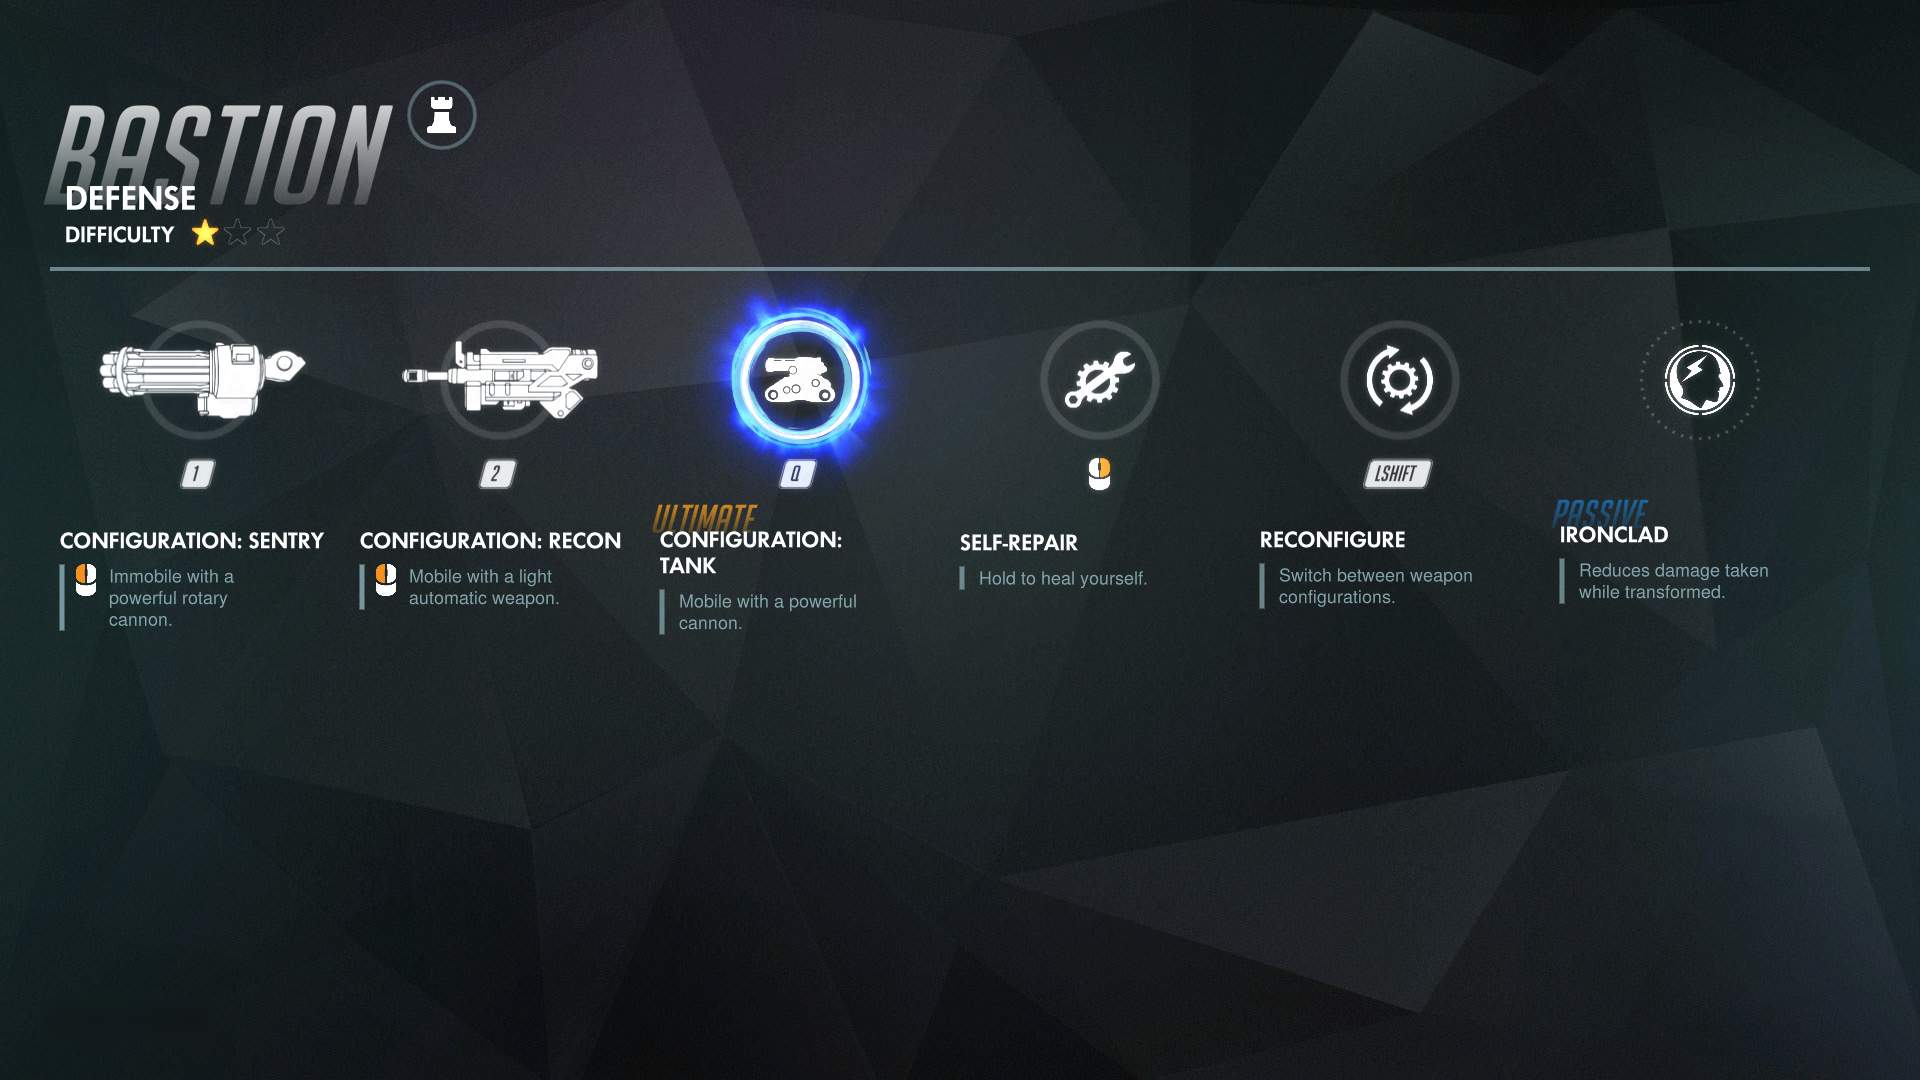 BASTION
DEFENSE
DIFFICULTY
1
2
Q
LSHIFT
CONFIGURATION: SENTRY
Immobile with a
powerful rotary
cannon.
CONFIGURATION: RECON
Mobile with a light
automatic weapon.
ULTIMATE
CONFIGURATION:
TANK
Mobile with a powerful
cannon.
SELF-REPAIR
Hold to heal yourself.
RECONFIGURE
Switch between weapon
configurations.
PASSIVE
IRONCLAD
Reduces damage taken
while transformed.